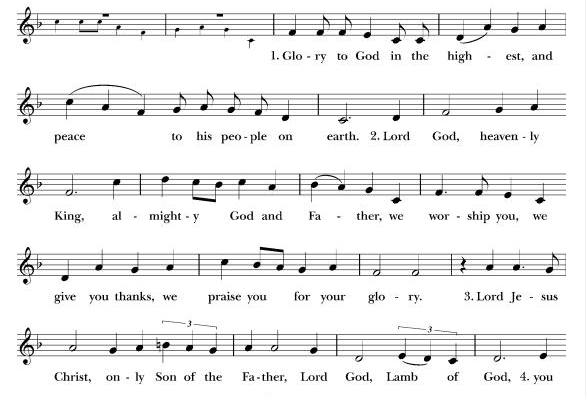 1. Glo - ry to God in the high - est, and
peace to his peo - ple on earth. 2. Lord God, heaven - ly
King, al - might - y God and Fa - ther, we wor - ship you, we
give you thanks, we praise you for your glo - ry. 3. Lord Je - sus
3 3
Christ, on - ly Son of the Fa - ther, Lord God, Lamb of God, 4. you